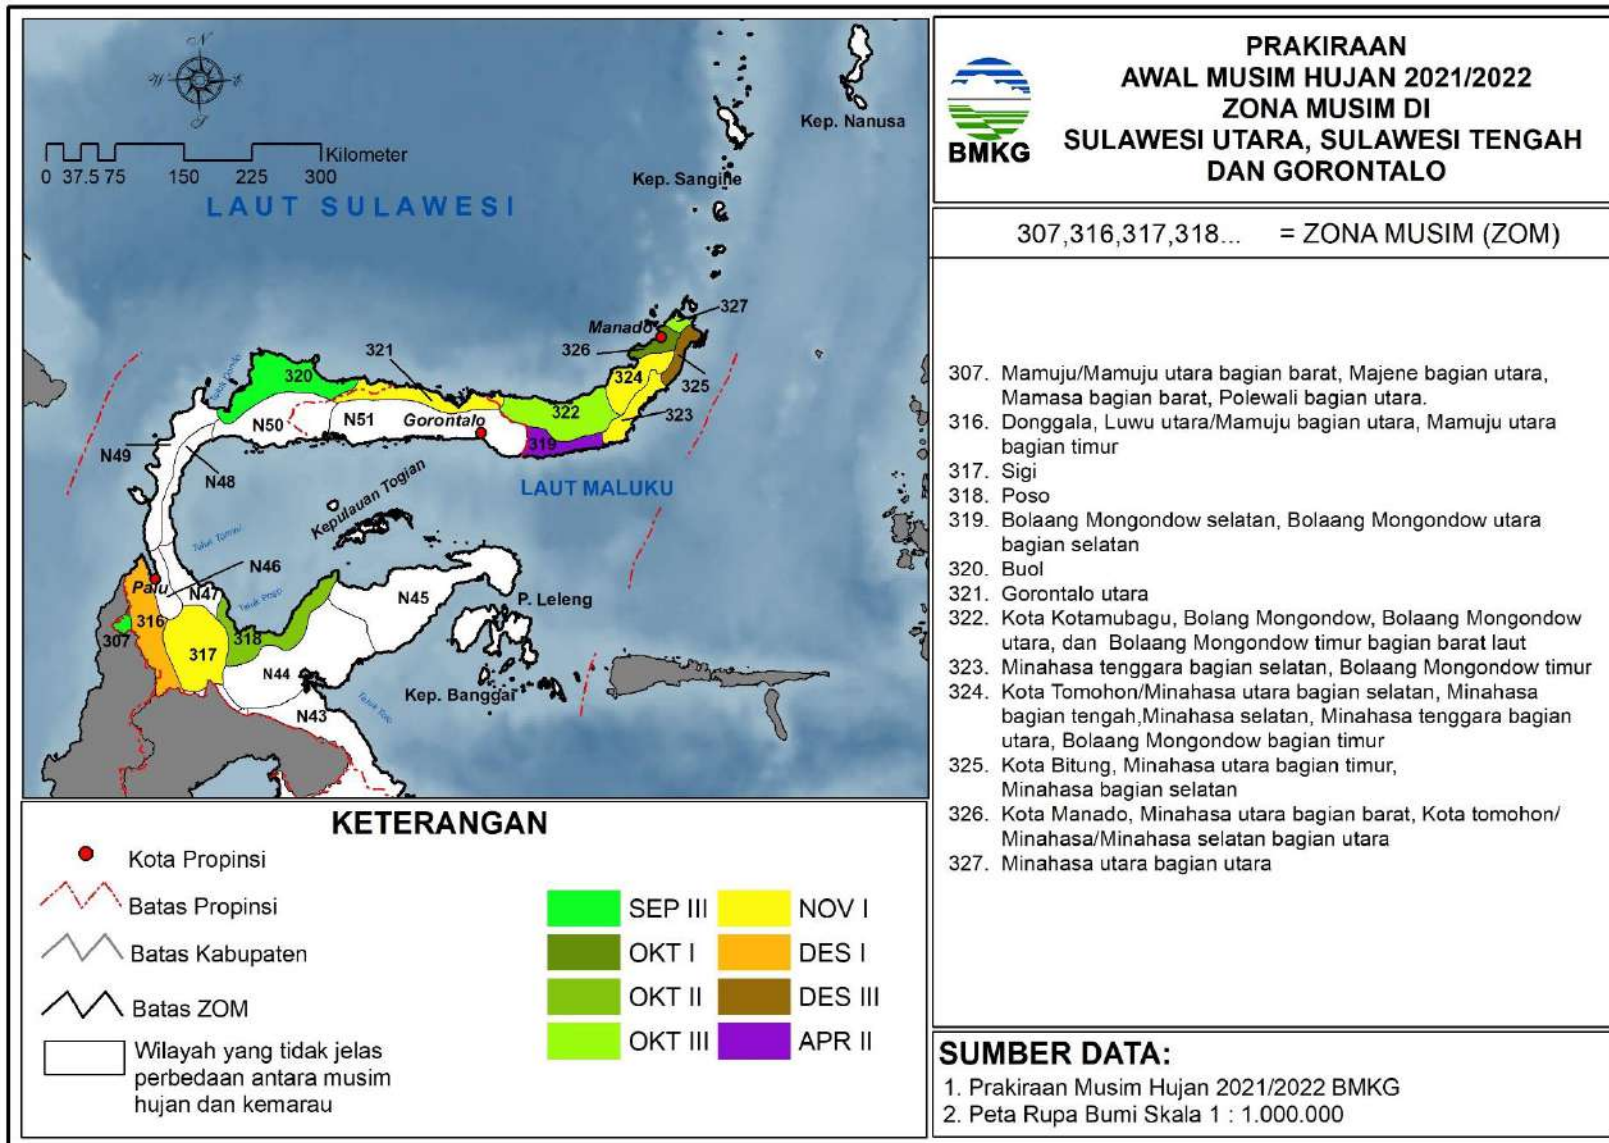 PRAKIRAAN
AWAL MUSIM HUJAN 2021/2022
ZONA MUSIM DI
SULAWESI UTARA, SULAWESI TENGAH
DAN GORONTALO
BMKG
307,316,317,318... = ZONA MUSIM (ZOM)
307. Mamuju/Mamuju utara bagian barat, Majene bagian utara,
Mamasa bagian barat, Polewali bagian utara.
316. Donggala, Luwu utara/Mamuju bagian utara, Mamuju utara
bagian timur
317. Sigi
318. Poso
319. Bolaang Mongondow selatan, Bolaang Mongondow utara
bagian selatan
320. Buol
321. Gorontalo utara
322. Kota Kotamubagu, Bolang Mongondow, Bolaang Mongondow
utara, dan Bolaang Mongondow timur bagian barat laut
323. Minahasa tenggara bagian selatan, Bolaang Mongondow timur
324. Kota Tomohon/Minahasa utara bagian selatan, Minahasa
bagian tengah,Minahasa selatan, Minahasa tenggara bagian
utara, Bolaang Mongondow bagian timur
325. Kota Bitung, Minahasa utara bagian timur,
Minahasa bagian selatan
326. Kota Manado, Minahasa utara bagian barat, Kota tomohon/
Minahasa/Minahasa selatan bagian utara
327. Minahasa utara bagian utara
SUMBER DATA:
1. Prakiraan Musim Hujan 2021/2022 BMKG
2. Peta Rupa Bumi Skala 1 : 1.000.000
N
W
E
S
Kilometer
0 37.5 75 150 225 300
LAUT SULAWESI
Kep. Nanusa
Kep. Sangihe
327
Manado
326
321
320
324
325
322
323
N50
N51
Gorontalo
319
N49
N48
LAUT MALUKU
Kepulauan Togian
Teluk Tomini
N46
Palu
N47
Teluk Poso
N45
P. Leleng
316
318
307
317
N44
Kep. Banggai
N43
Teluk Tolo
KETERANGAN
Kota Propinsi
Batas Propinsi
Batas Kabupaten
Batas ZOM
Wilayah yang tidak jelas
perbedaan antara musim
hujan dan kemarau
SEP III
OKT I
OKT II
OKT III
NOV I
DES I
DES III
APR II